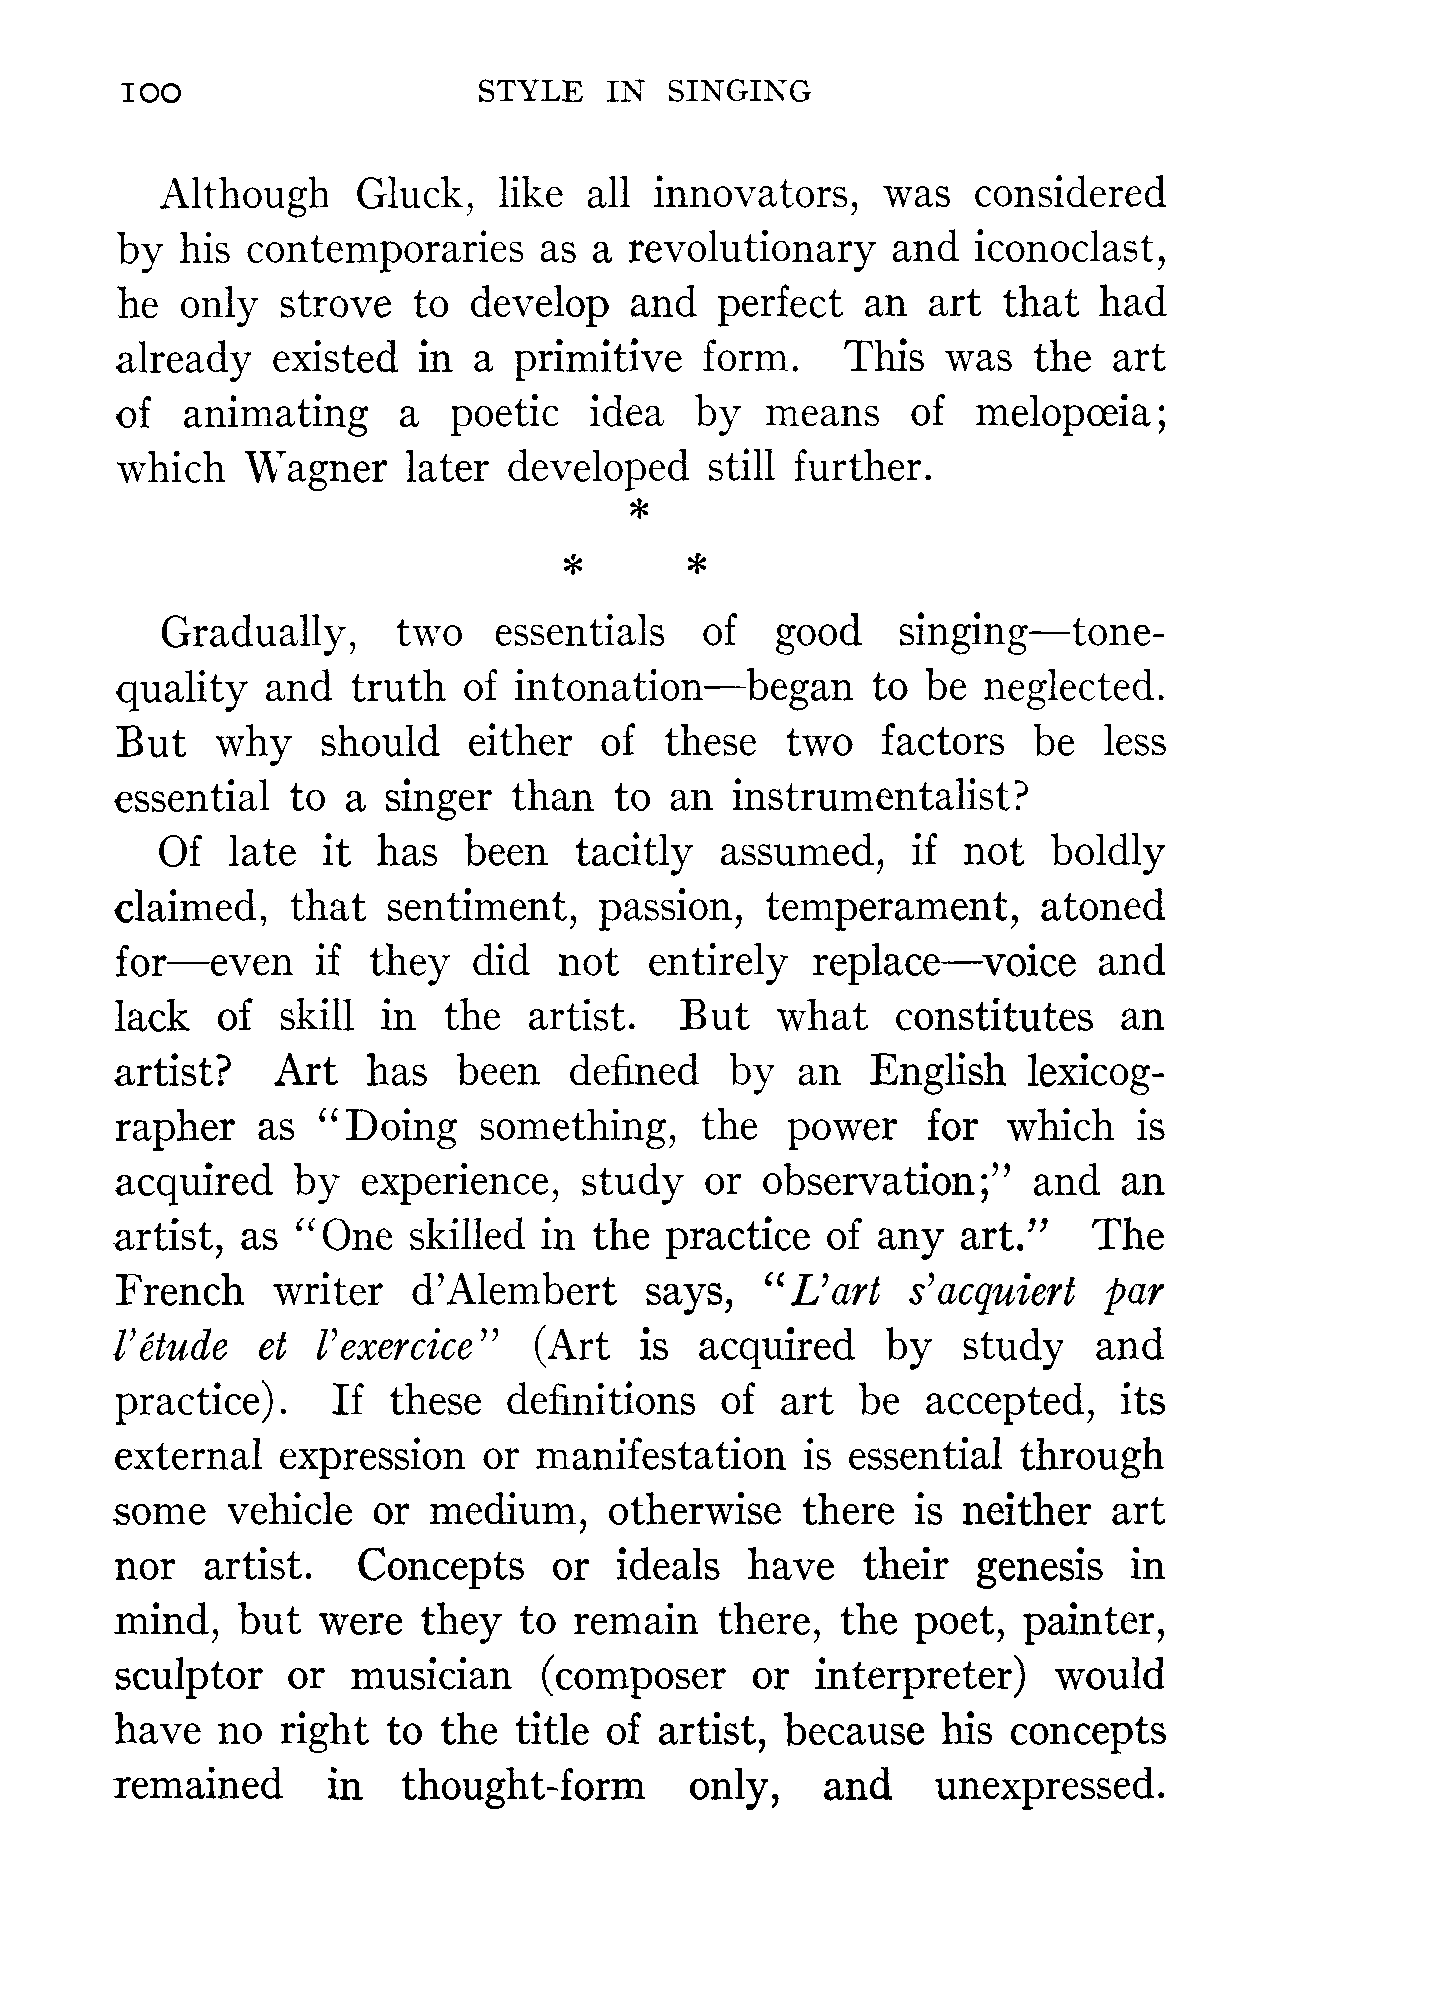 100 STYLE IN SINGING
Although Gluck, like all innovators, was considered
by his contemporaries as a revolutionary and iconoclast,
he only strove to develop and perfect an art that had
already existed in a primitive form. This was the art
of animating a poetic idea by means of melopœia;
which Wagner later developed still further.
*
* *
Gradually, two essentials of good singing—tone-
quality and truth of intonation—began to be neglected.
But why should either of these two factors be less
essential to a singer than to an instrumentalist?
Of late it has been tacitly assumed, if not boldly
claimed, that sentiment, passion, temperament, atoned
for—even if they did not entirely replace—voice and
lack of skill in the artist. But what constitutes an
artist? Art has been defined by an English lexicog-
rapher as “Doing something, the power for which is
acquired by experience, study or observation;” and an
artist, as “One skilled in the practice of any art.” The
French writer d’Alembert says, “L’art s’acquiert par
l’étude et l’exercice” (Art is acquired by study and
practice). If these definitions of art be accepted, its
external expression or manifestation is essential through
some vehicle or medium, otherwise there is neither art
nor artist. Concepts or ideals have their genesis in
mind, but were they to remain there, the poet, painter,
sculptor or musician (composer or interpreter) would
have no right to the title of artist, because his concepts
remained in thought-form only, and unexpressed.